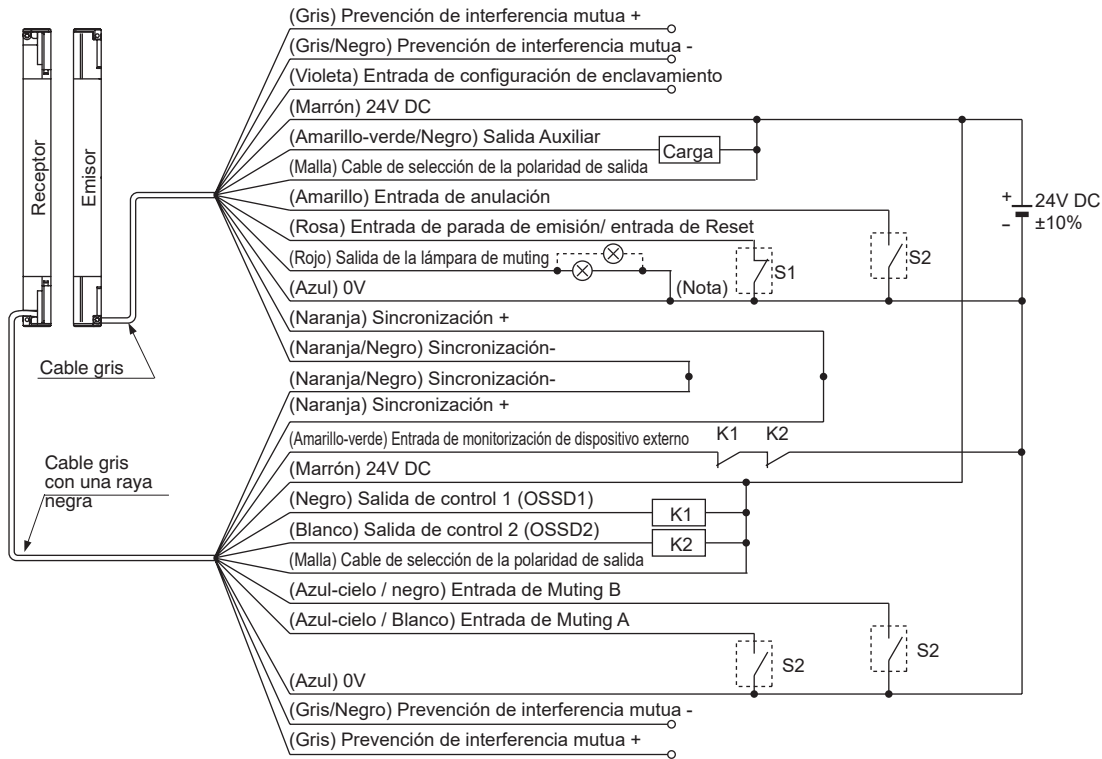 (Gris) Prevención de interferencia mutua +
(Gris/Negro) Prevención de interferencia mutua -
(Violeta) Entrada de configuración de enclavamiento
(Marrón) 24V DC
(Amarillo-verde/Negro) Salida Auxiliar
Carga
(Malla) Cable de selección de la polaridad de salida
(Amarillo) Entrada de anulación
(Rosa) Entrada de parada de emisión/ entrada de Reset
(Rojo) Salida de la lámpara de muting
(Azul) 0V
(Nota)
S1
S2
+
24V DC
−
±10%
Receptor
Emisor
Cable gris
(Naranja) Sincronización +
(Naranja/Negro) Sincronización-
(Naranja/Negro) Sincronización-
(Naranja) Sincronización +
(Amarillo-verde) Entrada de monitorización de dispositivo externo
K1
K2
Cable gris
con una raya
negra
(Marrón) 24V DC
(Negro) Salida de control 1 (OSSD1)
K1
(Blanco) Salida de control 2 (OSSD2)
K2
(Malla) Cable de selección de la polaridad de salida
(Azul-cielo / negro) Entrada de Muting B
(Azul-cielo / Blanco) Entrada de Muting A
S2
S2
(Azul) 0V
(Gris/Negro) Prevención de interferencia mutua -
(Gris) Prevención de interferencia mutua +